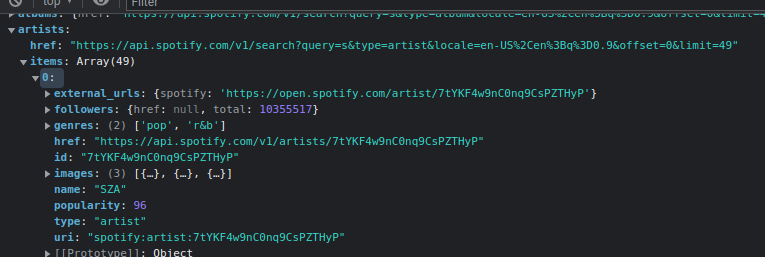 top
Filter
albums: {href: "https://api.spotify.com/v1/search?query=s&type=album&locale=en-US%2Cen%3Bq%3D0.9&offset=0&limit=4
artists:
href: "https://api.spotify.com/v1/search?query=s&type=artist&locale=en-US%2Cen%3Bq%3D0.9&offset=0&limit=49"
items: Array(49)
0:
external_urls: {spotify: 'https://open.spotify.com/artist/7tYKF4w9nC0nq9CsPZTHyP'}
followers: {href: null, total: 10355517}
genres: (2) ['pop', 'r&b']
href: "https://api.spotify.com/v1/artists/7tYKF4w9nC0nq9CsPZTHyP"
id: "7tYKF4w9nC0nq9CsPZTHyP"
images: (3) [{…}, {…}, {…}]
name: "SZA"
popularity: 96
type: "artist"
uri: "spotify:artist:7tYKF4w9nC0nq9CsPZTHyP"
[[Prototype]]: Object